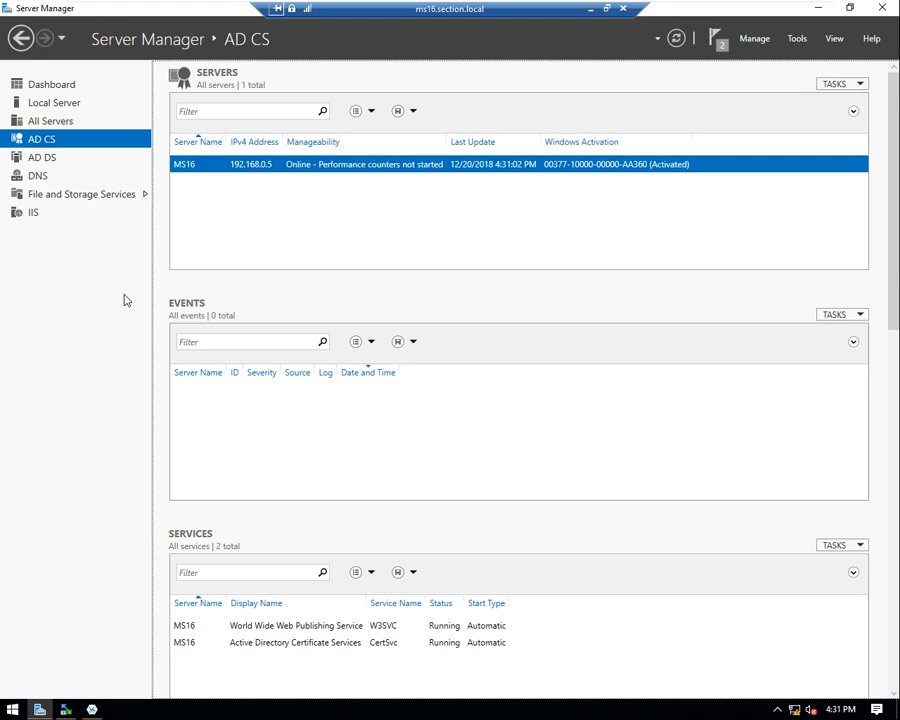 Server Manager
ms16.section.local
Server Manager • AD CS
2
Manage
Tools
View
Help
Dashboard
Local Server
All Servers
AD CS
AD DS
DNS
File and Storage Services
IIS
SERVERS
All servers | 1 total
TASKS
Filter
Server Name IPv4 Address Manageability Last Update Windows Activation
MS16 192.168.0.5 Online - Performance counters not started 12/20/2018 4:31:02 PM 00377-10000-00000-AA360 (Activated)
EVENTS
All events | 0 total
TASKS
Filter
Server Name ID Severity Source Log Date and Time
SERVICES
All services | 2 total
TASKS
Filter
Server Name Display Name Service Name Status Start Type
MS16 World Wide Web Publishing Service W3SVC Running Automatic
MS16 Active Directory Certificate Services CertSvc Running Automatic
4:31 PM